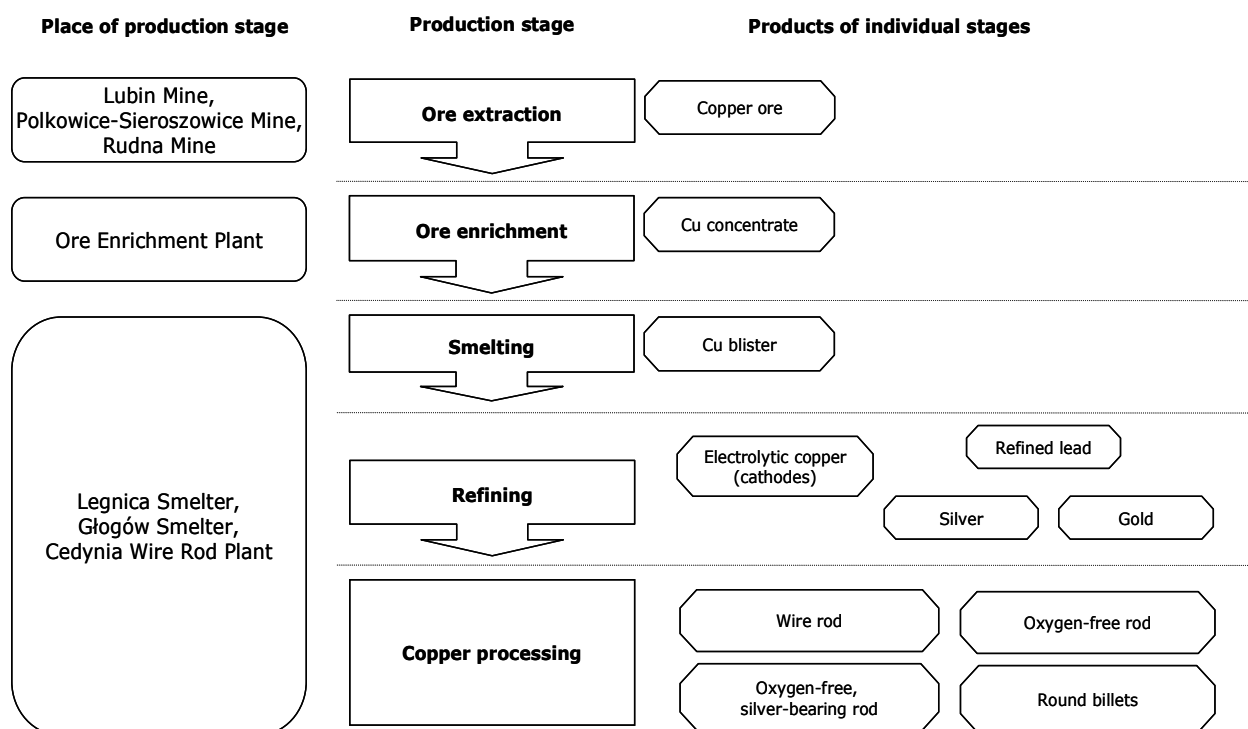 Place of production stage
Production stage
Products of individual stages
Lubin Mine,
Polkowice-Sieroszowice Mine,
Rudna Mine
Ore extraction
Copper ore
Ore Enrichment Plant
Ore enrichment
Cu concentrate
Legnica Smelter,
Głogów Smelter,
Cedynia Wire Rod Plant
Smelting
Cu blister
Refining
Electrolytic copper
(cathodes)
Refined lead
Silver
Gold
Copper processing
Wire rod
Oxygen-free rod
Oxygen-free,
silver-bearing rod
Round billets